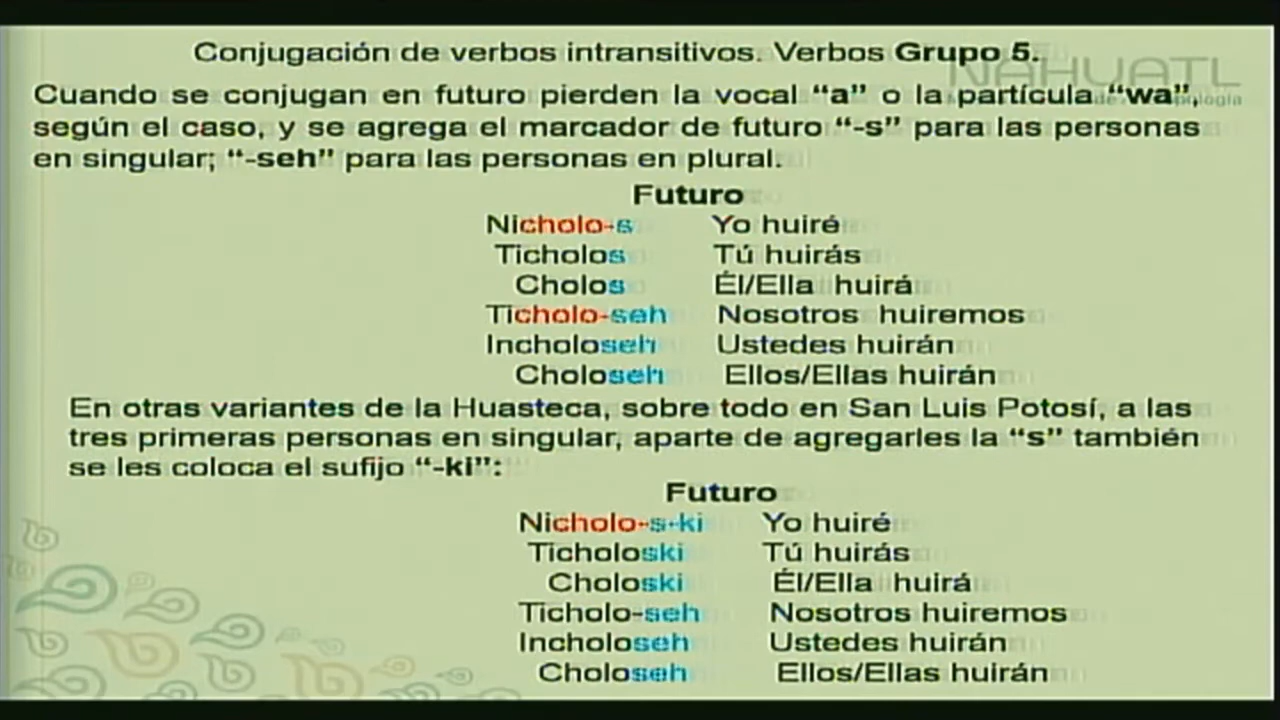 Conjugación de verbos intransitivos. Verbos Grupo 5.
NÁHUATL
Cuando se conjugan en futuro pierden la vocal “a” o la partícula “wa”,
según el caso, y se agrega el marcador de futuro “-s” para las personas
en singular; “-seh” para las personas en plural.
Futuro
Nicholo-s Yo huiré
Ticholos Tú huirás
Cholos Él/Ella huirá
Ticholo-seh Nosotros huiremos
Incholoseh Ustedes huirán
Choloseh Ellos/Ellas huirán
En otras variantes de la Huasteca, sobre todo en San Luis Potosí, a las
tres primeras personas en singular, aparte de agregarles la “s” también
se les coloca el sufijo “-ki”:
Futuro
Nicholo-s-ki Yo huiré
Ticholoski Tú huirás
Choloski Él/Ella huirá
Ticholo-seh Nosotros huiremos
Incholoseh Ustedes huirán
Choloseh Ellos/Ellas huirán